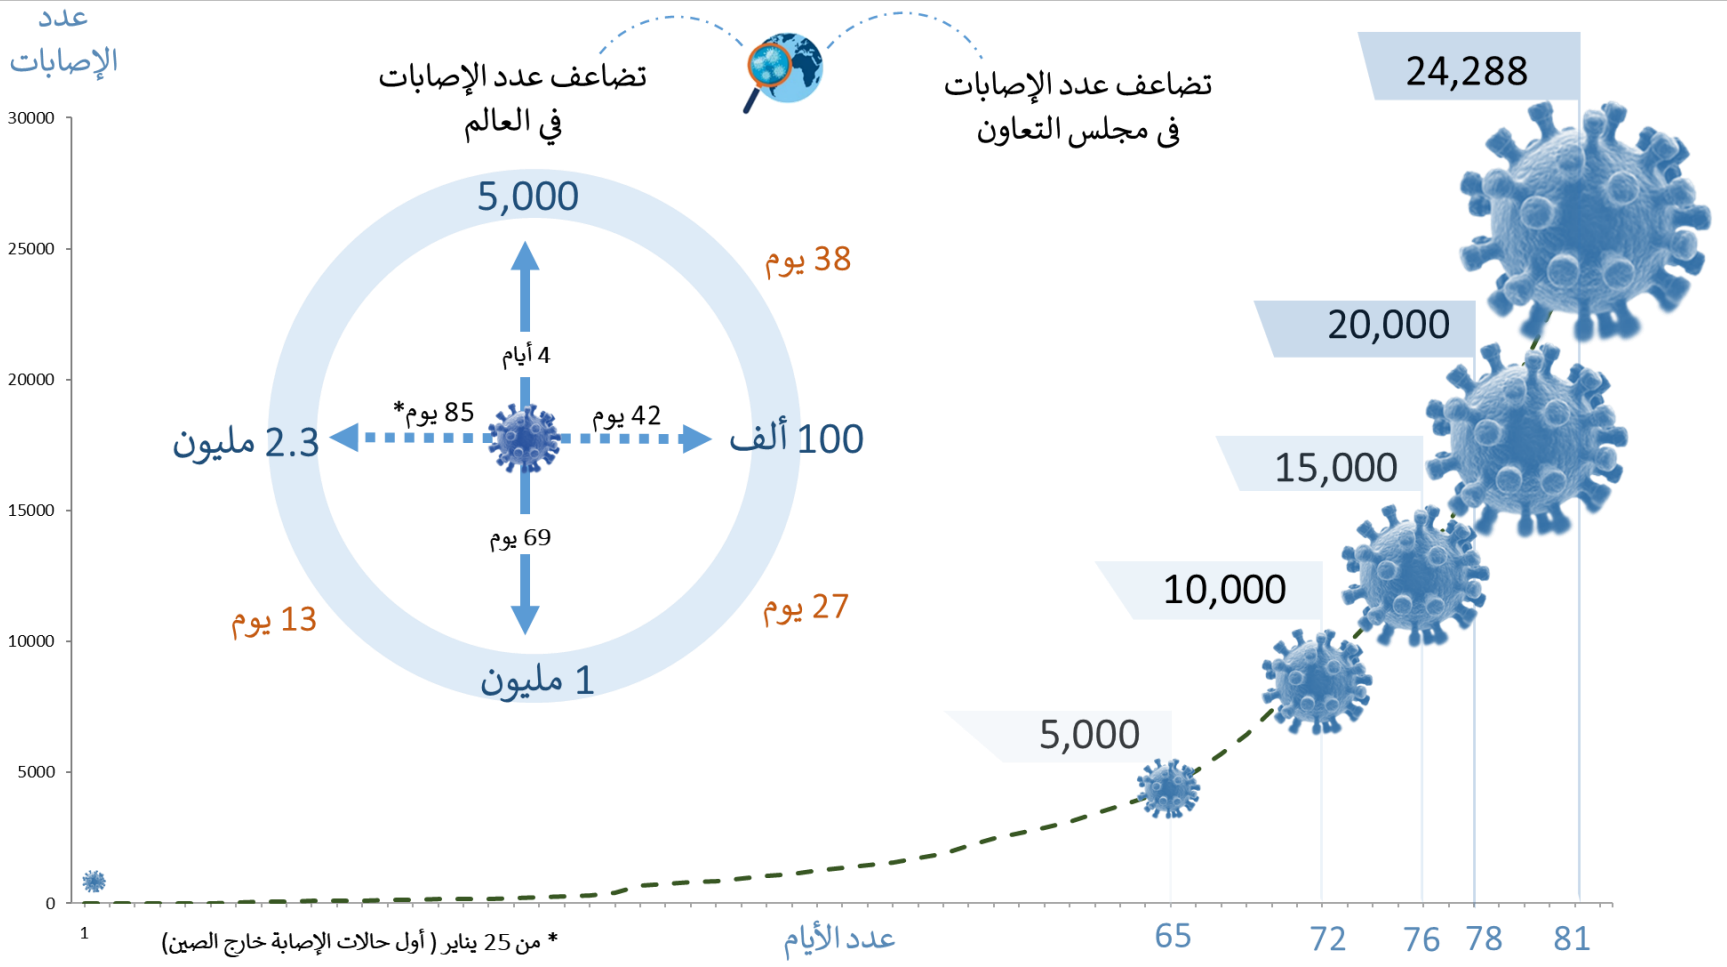 عدد
الإصابات
تضاعف عدد الإصابات
في العالم
تضاعف عدد الإصابات
فى مجلس التعاون
24,288
20,000
15,000
10,000
5,000
30000
25000
20000
15000
10000
5000
0
5,000
38 يوم
4 أيام
85 يوم*
42 يوم
2.3 مليون
100 ألف
69 يوم
13 يوم
27 يوم
1 مليون
1
* من 25 يناير ( أول حالات الإصابة خارج الصين)
عدد الأيام
65
72
76
78
81